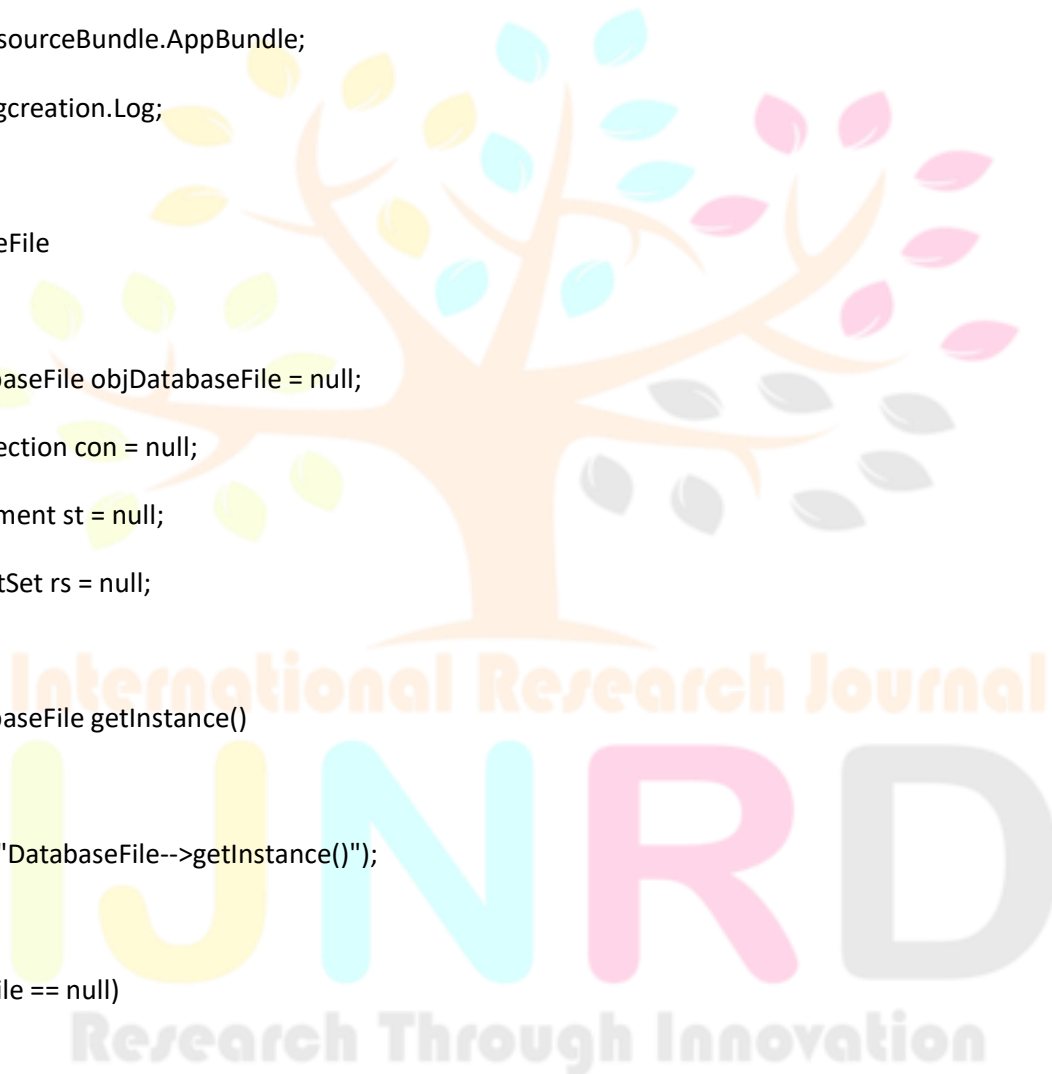 sourceBundle.AppBundle;
gcreation.Log;
eFile
baseFile objDatabaseFile = null;
ection con = null;
ment st = null;
tSet rs = null;
International Research Journal
baseFile getInstance()
IJNRD
"DatabaseFile-->getInstance()");
ile == null)
Research Through Innovation